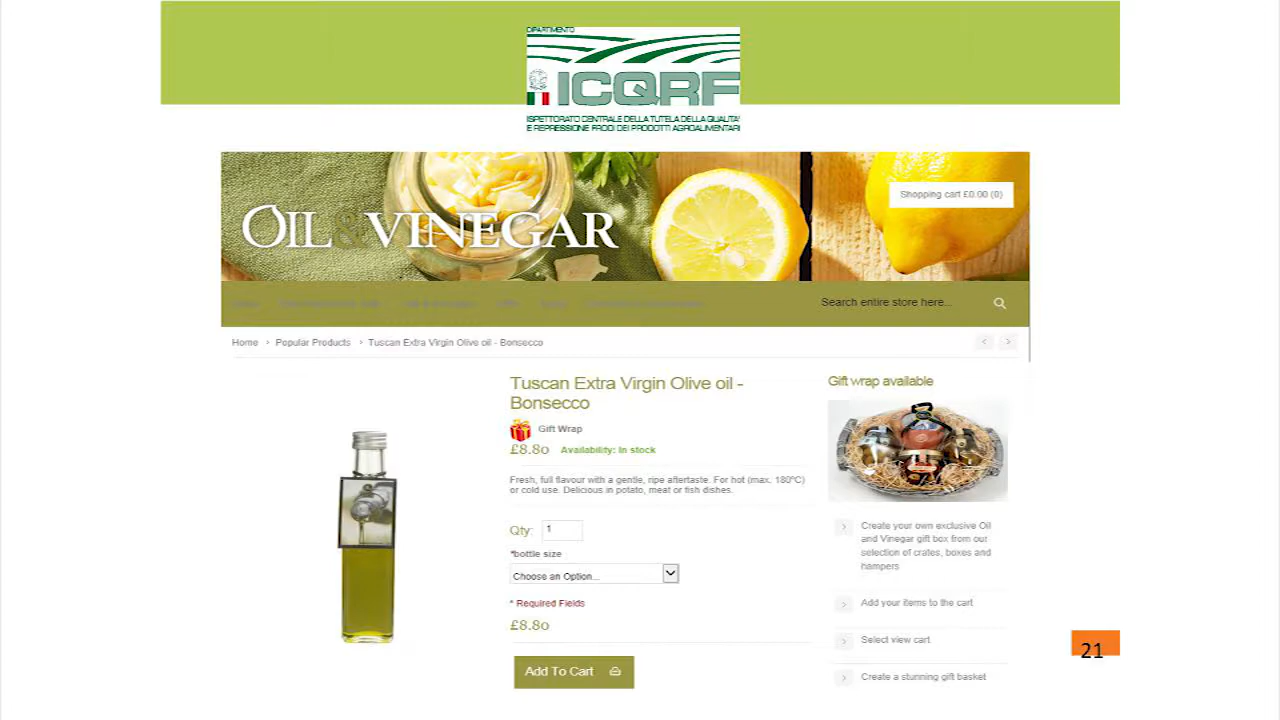 DIPARTIMENTO
ICQRF
ISPETTORATO CENTRALE DELLA TUTELA DELLA QUALITA'
E REPRESSIONE FRODI DEI PRODOTTI AGROALIMENTARI
Shopping cart £0.00 (0)
OIL & VINEGAR
Search entire store here...
Home > Popular Products > Tuscan Extra Virgin Olive oil - Bonsecco
Tuscan Extra Virgin Olive oil -
Bonsecco
Gift Wrap
£8.80 Availability: In stock
Fresh, full flavour with a gentle, ripe aftertaste. For hot (max. 180°C)
or cold use. Delicious in potato, meat or fish dishes.
Qty: 1
*bottle size
Choose an Option...
* Required Fields
£8.80
Add To Cart
Gift wrap available
Create your own exclusive Oil
and Vinegar gift box from our
selection of crates, boxes and
hampers
Add your items to the cart
Select view cart
Create a stunning gift basket
21